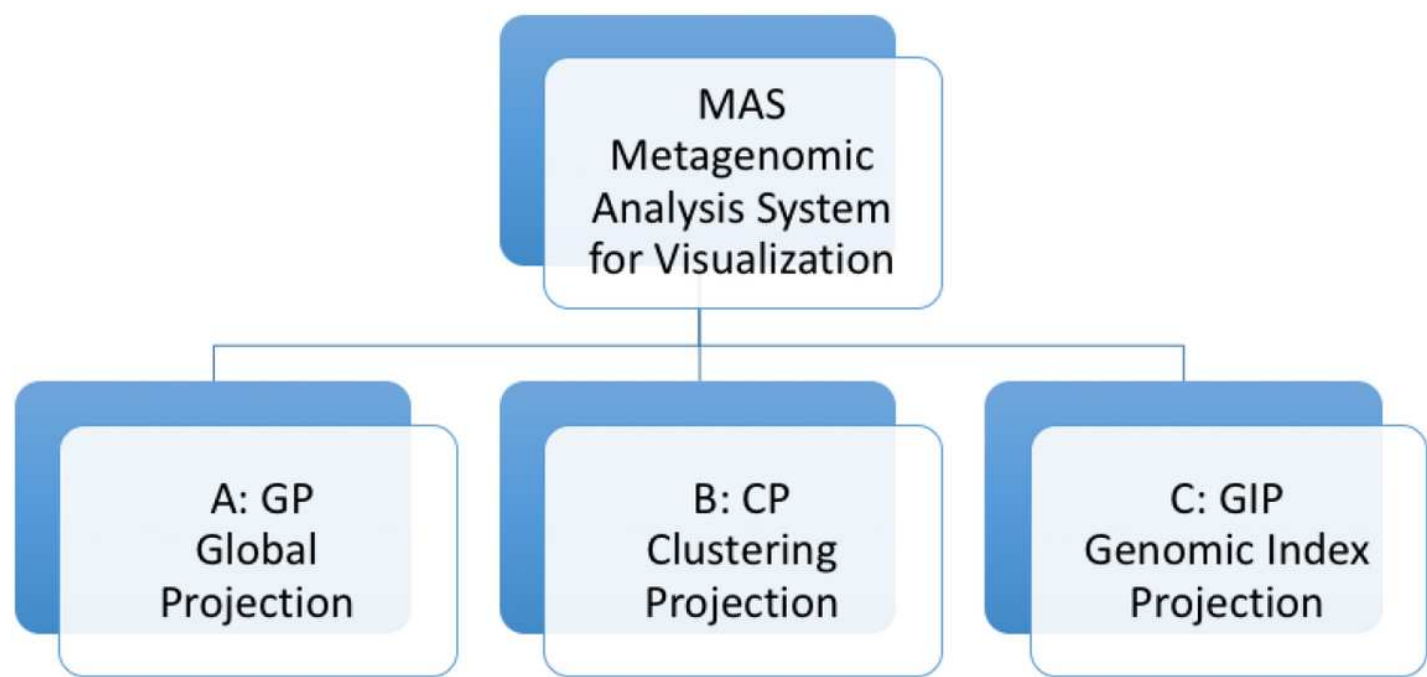 MAS
Metagenomic
Analysis System
for Visualization
A: GP
Global
Projection
B: CP
Clustering
Projection
C: GIP
Genomic Index
Projection